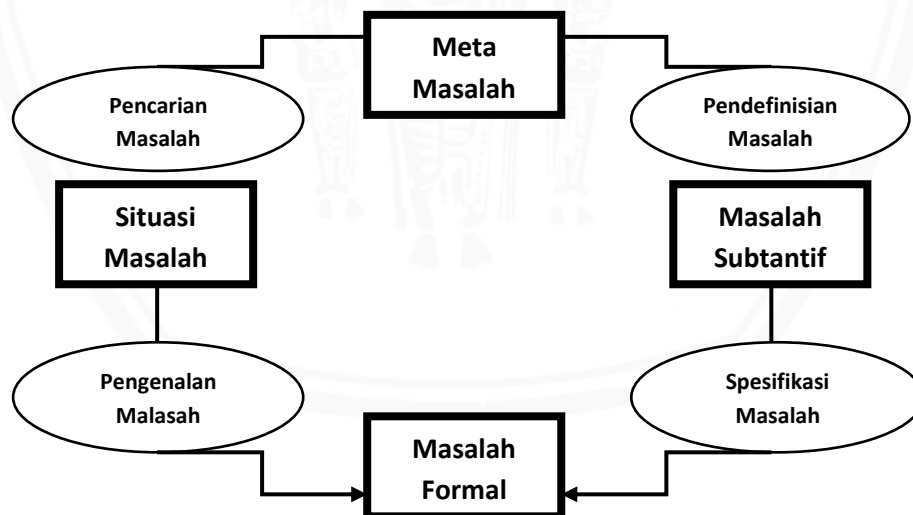 Meta
Masalah
Pencarian
Masalah
Pendefinisian
Masalah
Situasi
Masalah
Masalah
Subtantif
Pengenalan
Malasah
Spesifikasi
Masalah
Masalah
Formal